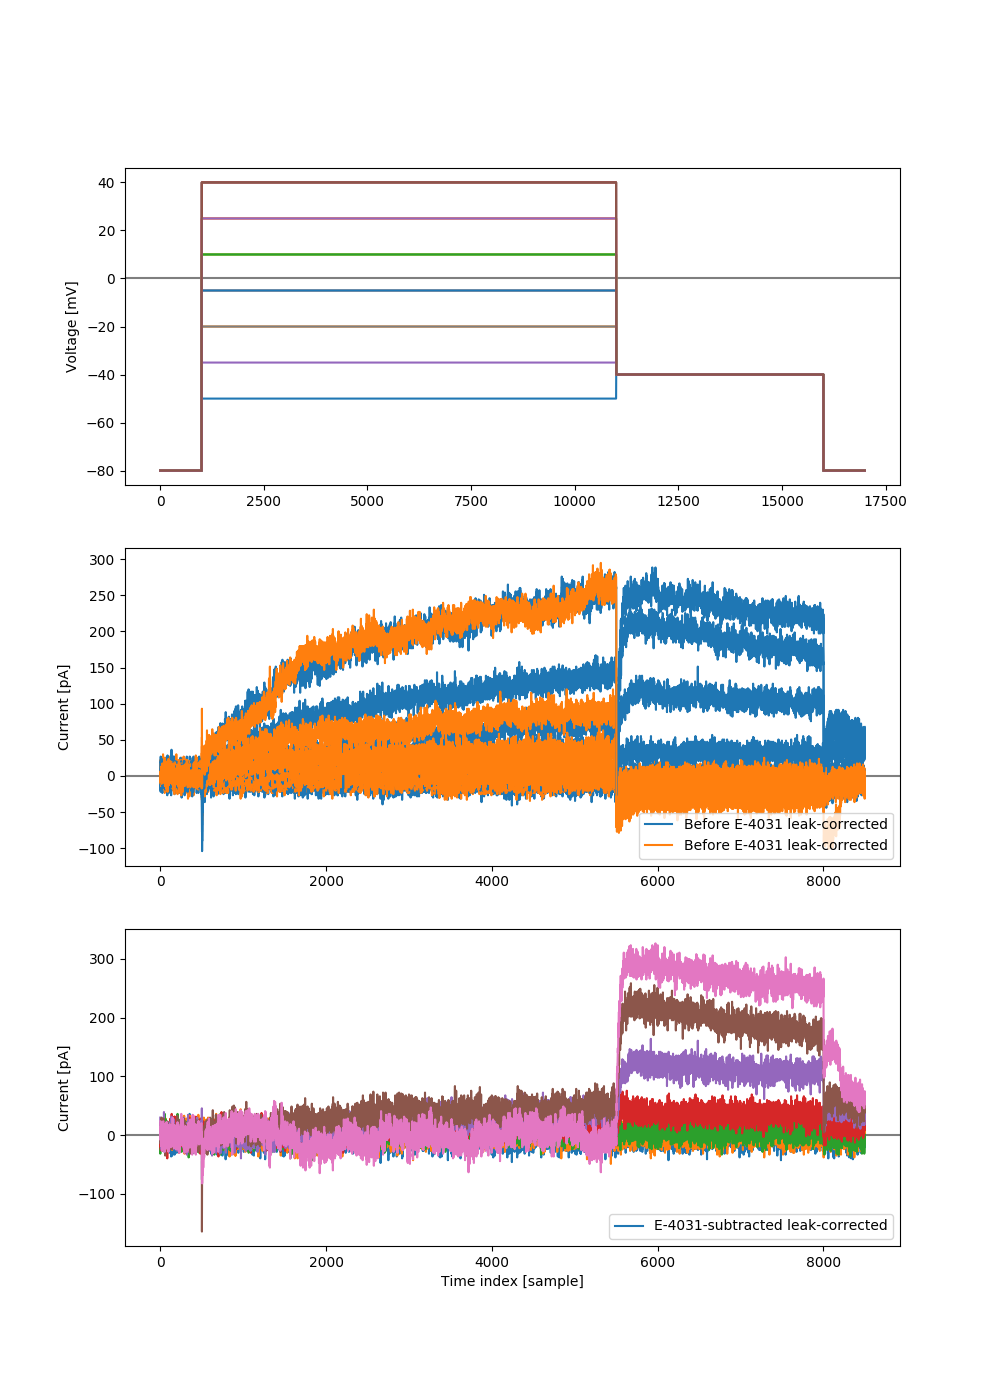 40
20
0
−20
−40
−60
−80
Voltage [mV]
0 2500 5000 7500 10000 12500 15000 17500
300
250
200
150
100
50
0
−50
−100
Current [pA]
Before E-4031 leak-corrected
Before E-4031 leak-corrected
0 2000 4000 6000 8000
300
200
100
0
−100
Current [pA]
E-4031-subtracted leak-corrected
0 2000 4000 6000 8000
Time index [sample]